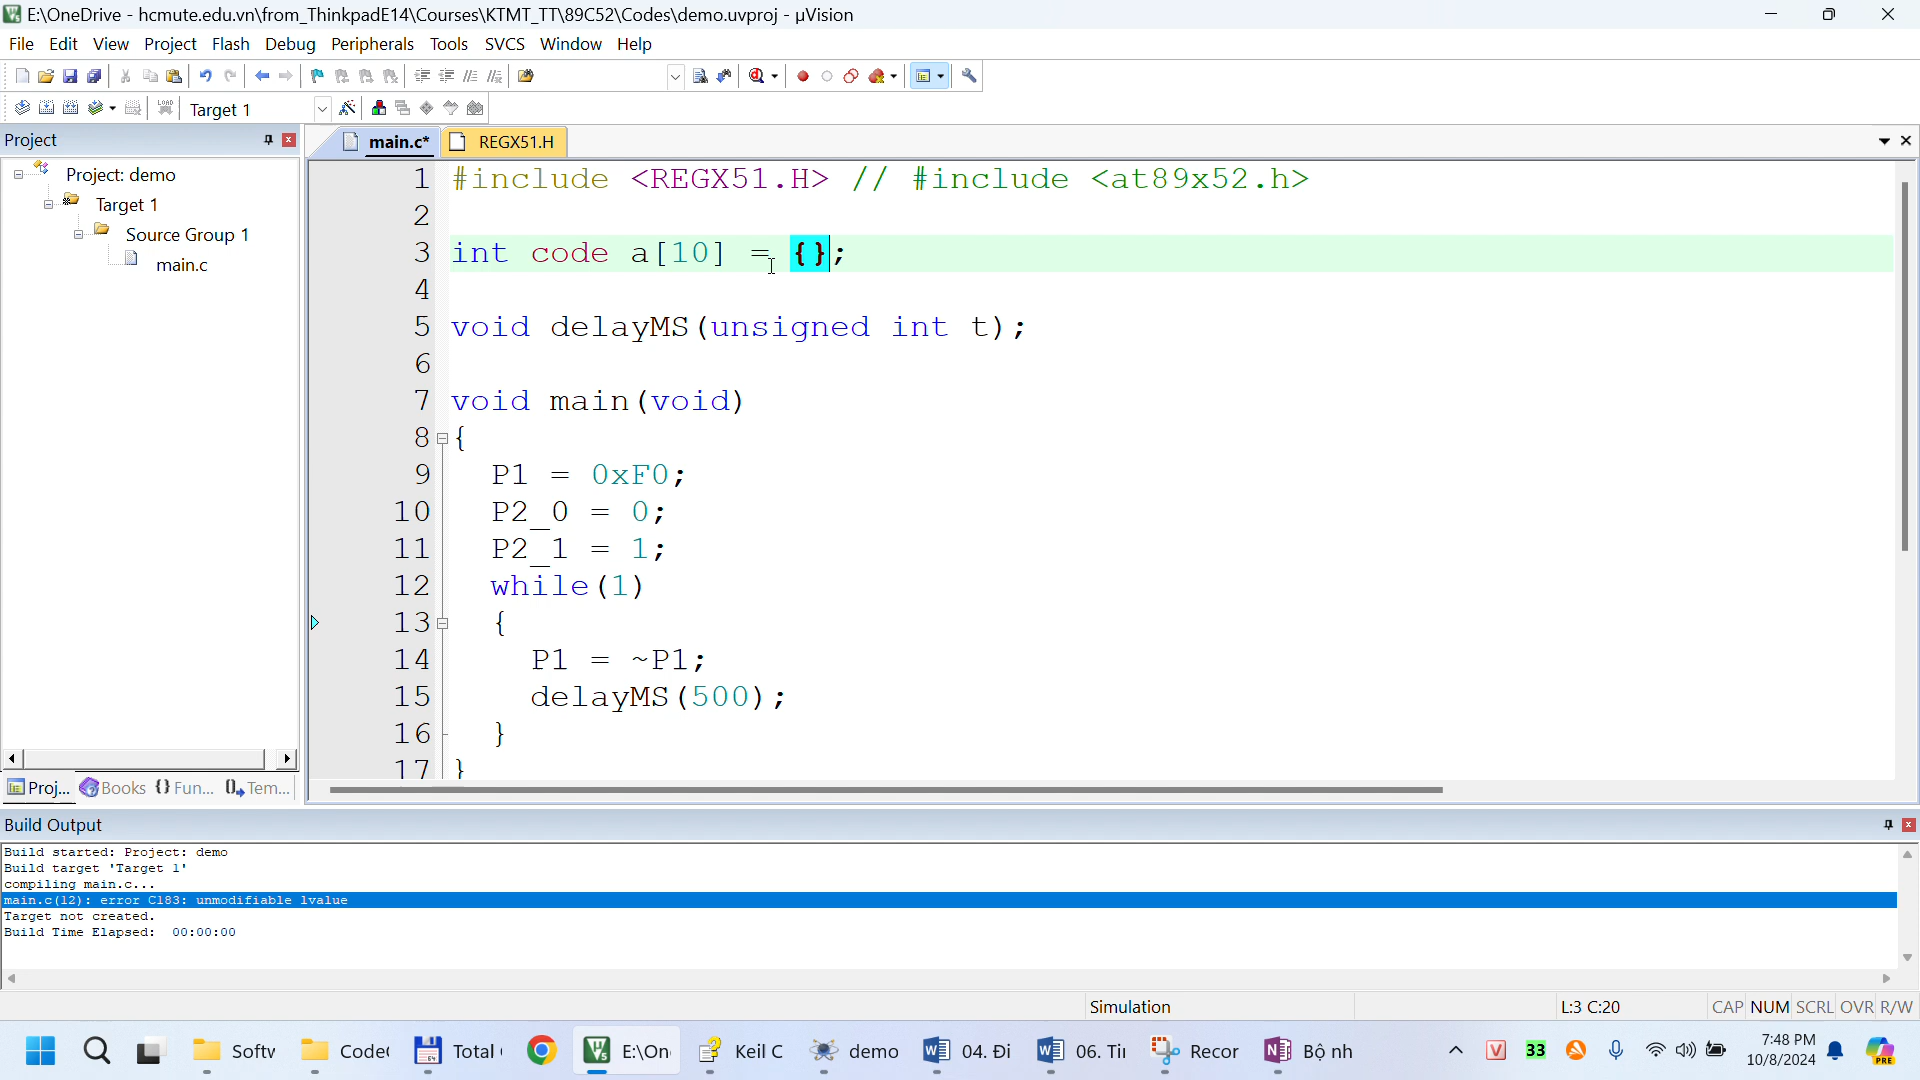 E:\OneDrive - hcmute.edu.vn\from_ThinkpadE14\Courses\KTMT_TT\89C52\Codes\demo.uvproj - µVision
File Edit View Project Flash Debug Peripherals Tools SVCS Window Help
LOAD Target 1
Project
Project: demo
Target 1
Source Group 1
main.c
Proj... Books {} Fun... Tem...
main.c* REGX51.H
1 #include <REGX51.H> // #include <at89x52.h>
2
3 int code a[10] = {};
4
5 void delayMS(unsigned int t);
6
7 void main(void)
8 {
9 P1 = 0xF0;
10 P2_0 = 0;
11 P2_1 = 1;
12 while(1)
13 {
14 P1 = ~P1;
15 delayMS(500);
16 }
17 }
Build Output
Build started: Project: demo
Build target 'Target 1'
compiling main.c...
main.c(12): error C183: unmodifiable lvalue
Target not created.
Build Time Elapsed: 00:00:00
Simulation L:3 C:20 CAP NUM SCRL OVR R/W
Softw Code Total E:\On Keil C demo 04. Đi 06. Tir Recor Bộ nh 33 7:48 PM
10/8/2024
PRE